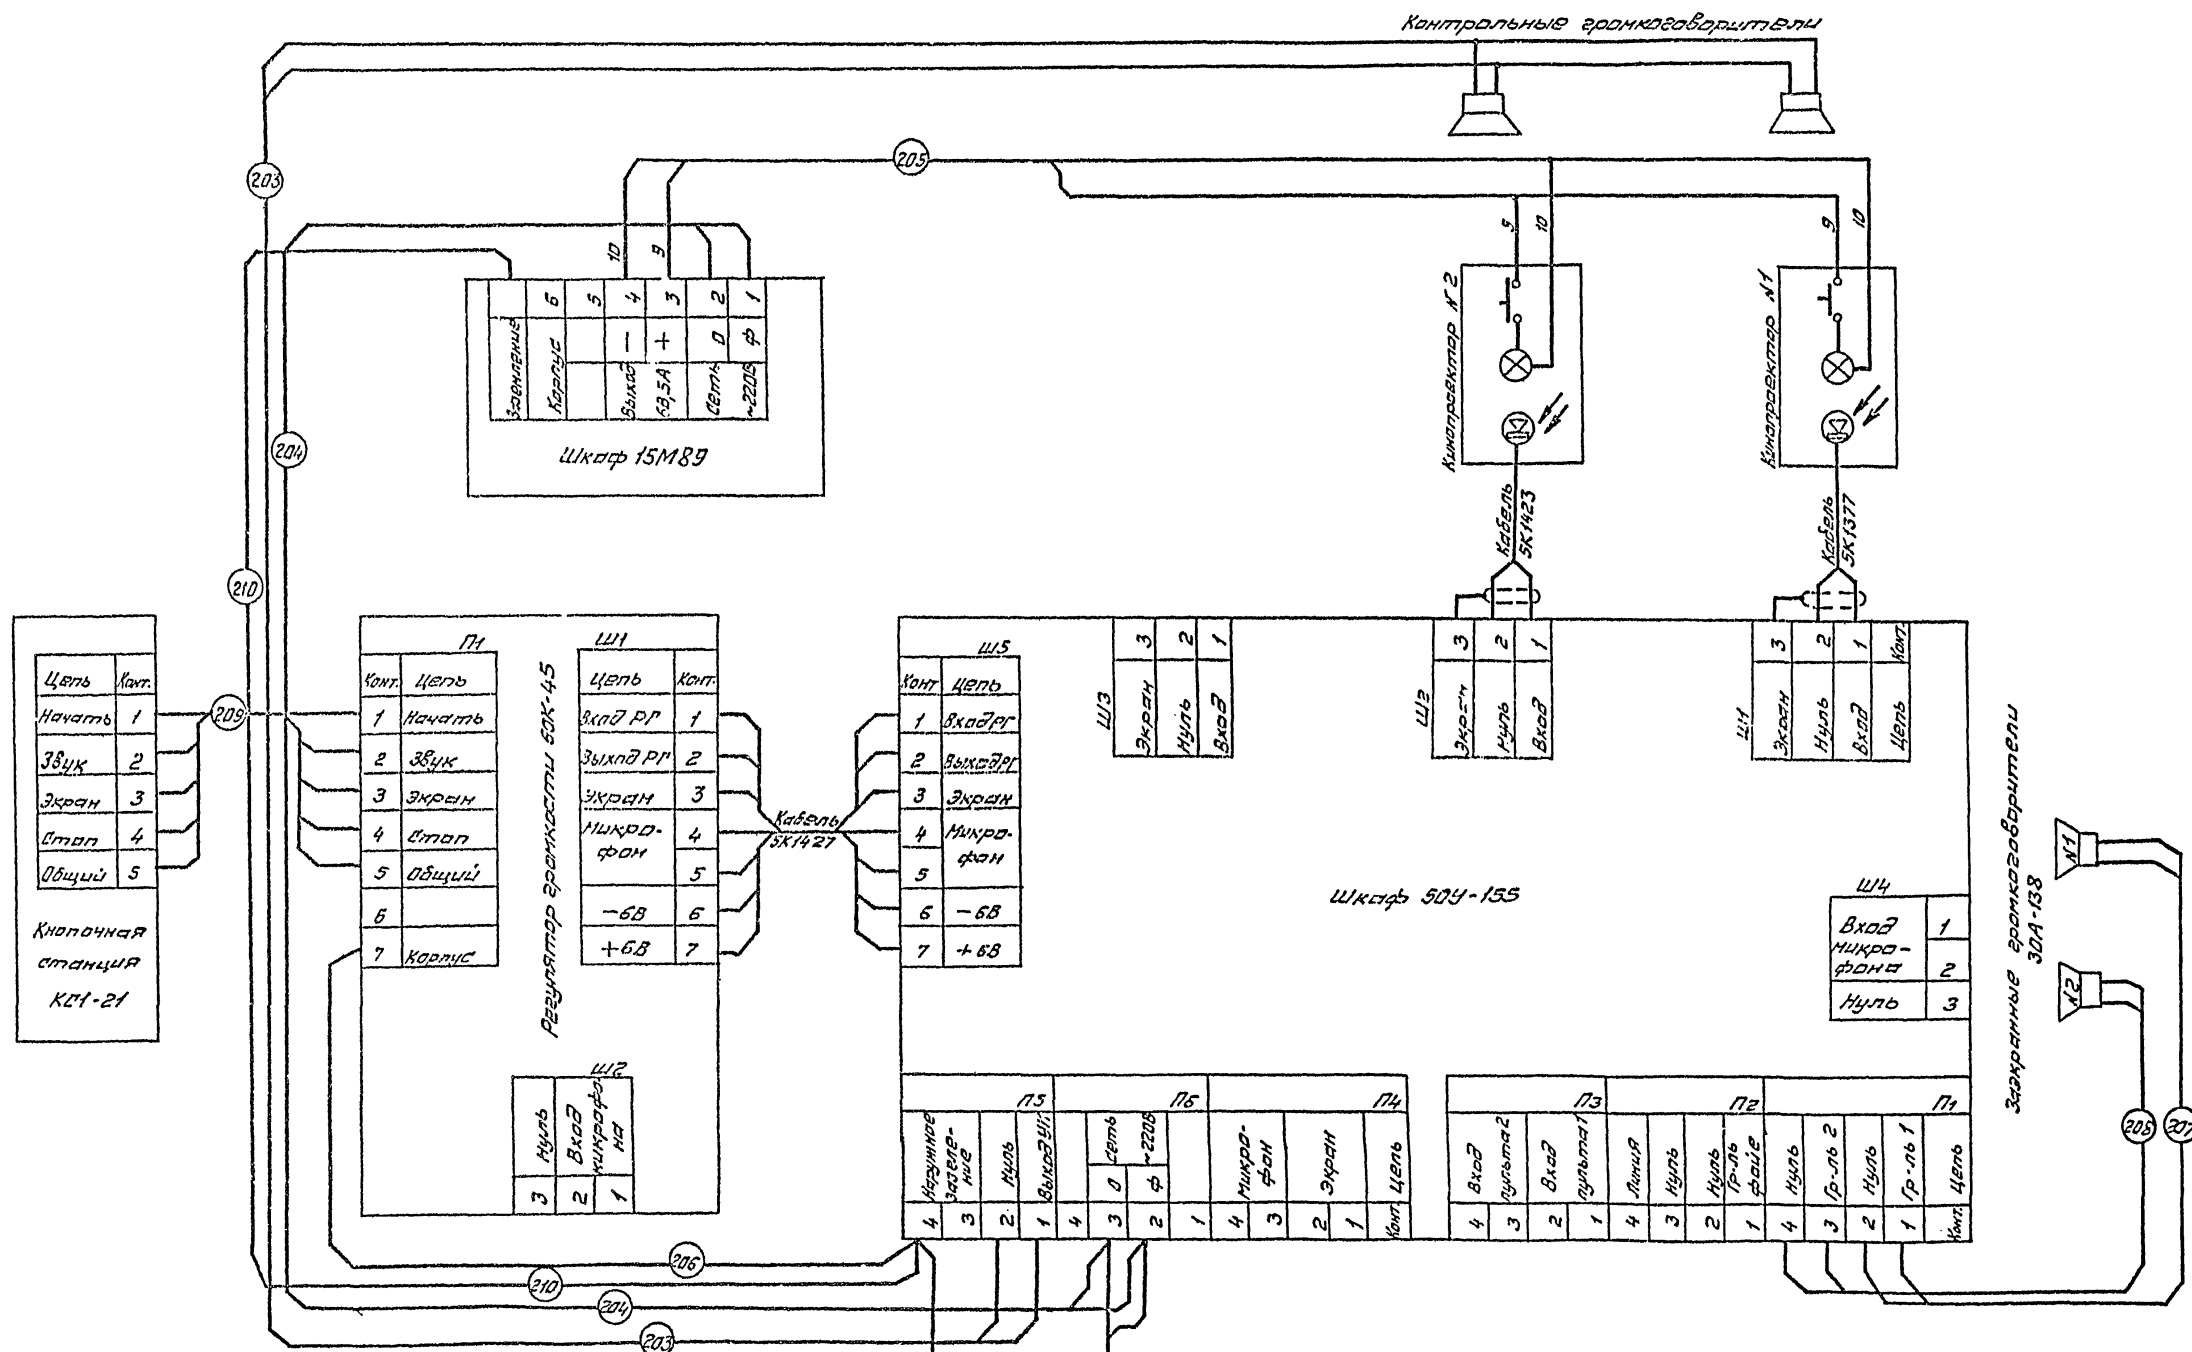 Контрольные громкоговорители
203
205
10
9
9
10
9
10
6
5
4
3
2
1
Заземление
Корпус
−
+
0
Ф
Выход
6В,5А
Сеть
~220В
Шкаф 15М89
204
210
Кинопроектор N 2
Кинопроектор N1
Кабель
5К1423
Кабель
5К1377
Цепь Конт.
Начать 1
Звук 2
Экран 3
Стоп 4
Общий 5
Кнопочная
станция
КС1-21
209
П1
Конт. Цепь
1 Начать
2 Звук
3 Экран
4 Стоп
5 Общий
6
7 Корпус
Регулятор громкости 60К-45
Ш1
Цепь Конт.
Вход РГ 1
Выход РГ 2
Экран 3
Микро- 4
фон
5
−6В 6
+6В 7
Ш2
Нуль
Вход
микрофо-
на
3
2
1
Кабель
5К1427
Ш5
Конт Цепь
1 Вход РГ
2 Выход РГ
3 Экран
4 Микро-
фон
5
6 −6В
7 +6В
Ш3
3
2
1
Экран
Нуль
Вход
Ш2
3
2
1
Экран
Нуль
Вход
Ш1
3
2
1
Конт.
Экран
Нуль
Вход
Цепь
Шкаф 50У-155
Ш4
Вход 1
микро-
фона 2
Нуль 3
Заэкранные громкоговорители
30А-138
N1
N2
208
207
П5
Наружное
заземле-
ние
Нуль
Выход УП
4
3
2
1
П6
Сеть
~220В
0
Ф
4
3
2
1
П4
Микро-
фон
Экран
Цепь
4
3
2
1
Конт.
П3
Вход
пульта2
Вход
пульта1
4
3
2
1
П2
Линия
Нуль
Нуль
Гр-ль
фойе
4
3
2
1
П1
Нуль
Гр-ль 2
Нуль
Гр-ль 1
Цепь
4
3
2
1
Конт.
206
210
204
203